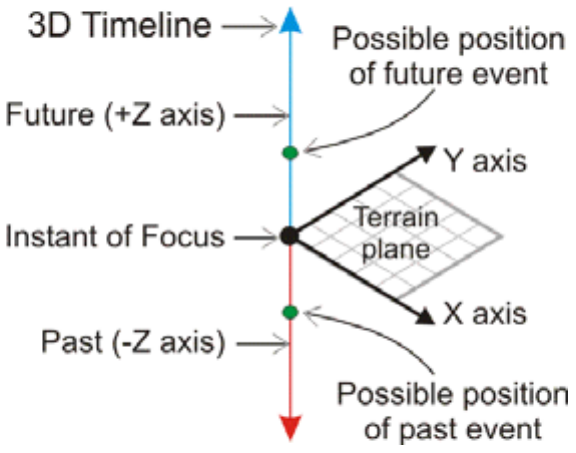 3D Timeline
Possible position
of future event
Future (+Z axis)
Y axis
Terrain
plane
Instant of Focus
X axis
Past (-Z axis)
Possible position
of past event